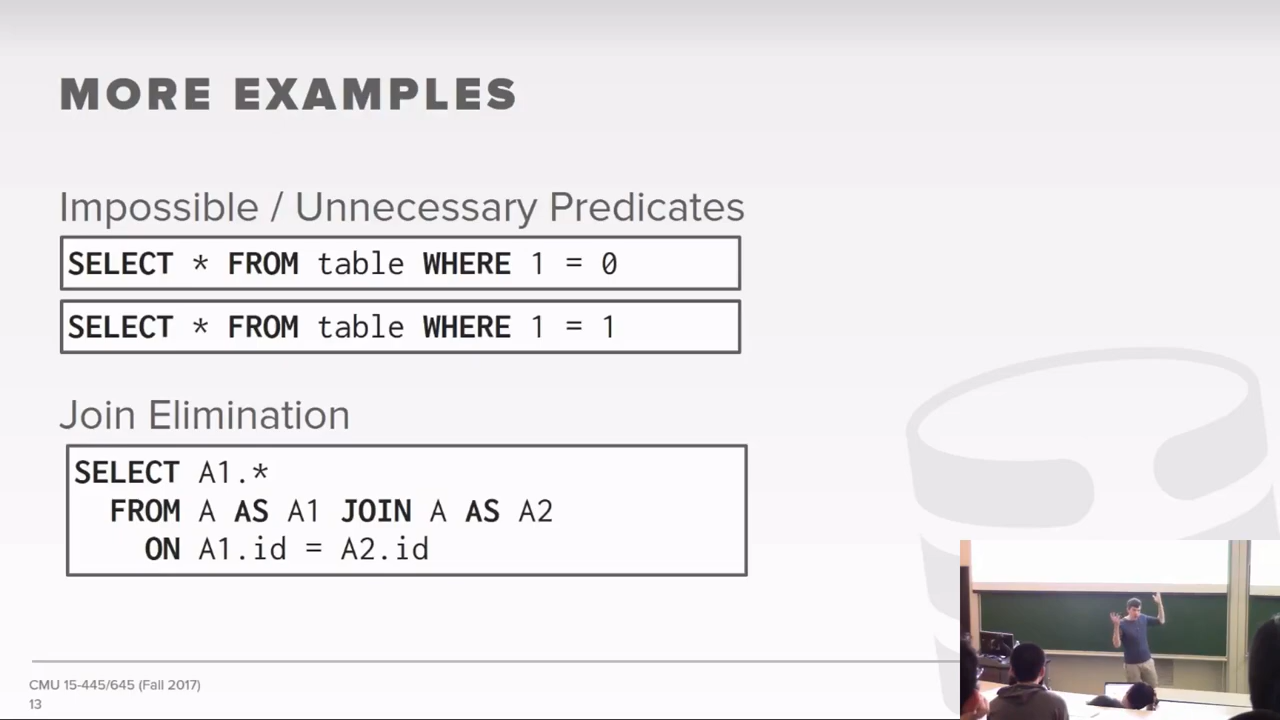 MORE EXAMPLES
Impossible / Unnecessary Predicates
SELECT * FROM table WHERE 1 = 0
SELECT * FROM table WHERE 1 = 1
Join Elimination
SELECT A1.*
FROM A AS A1 JOIN A AS A2
ON A1.id = A2.id
CMU 15-445/645 (Fall 2017)
13